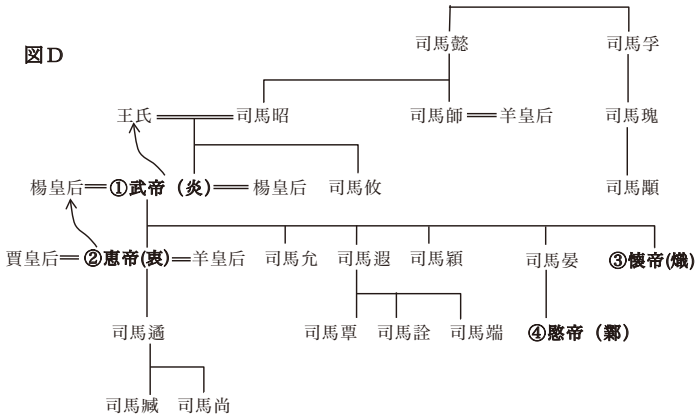 図D
司馬懿 司馬孚
王氏 司馬昭 司馬師 羊皇后 司馬瑰
楊皇后 ①武帝（炎） 楊皇后 司馬攸 司馬顒
賈皇后 ②恵帝(衷) 羊皇后 司馬允 司馬遐 司馬穎 司馬晏 ③懐帝(熾)
司馬遹 司馬覃 司馬詮 司馬端 ④愍帝（鄴）
司馬臧 司馬尚